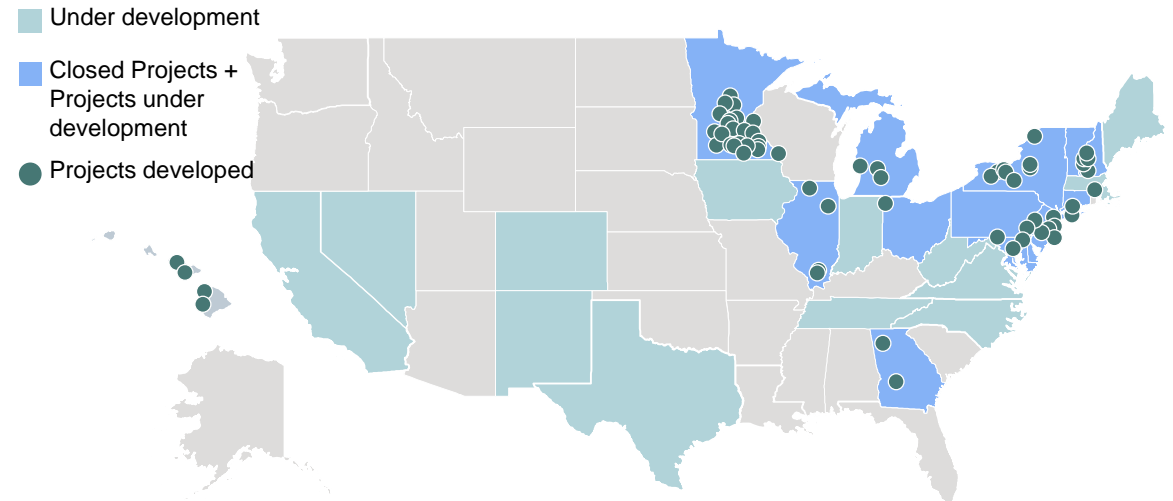 Under development
Closed Projects +
Projects under
development
Projects developed